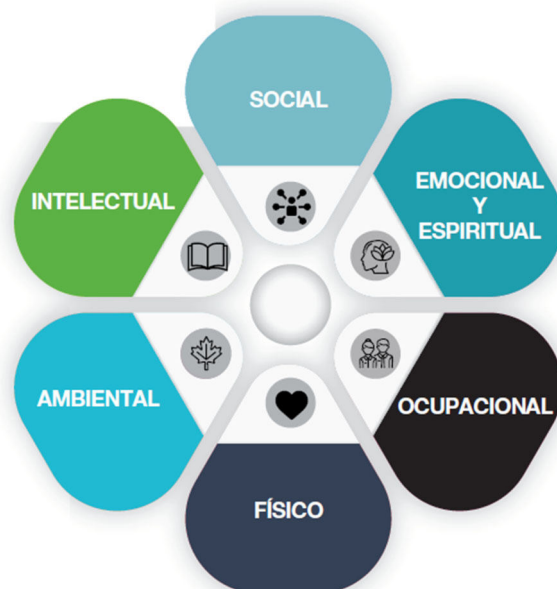 SOCIAL
EMOCIONAL
Y
ESPIRITUAL
INTELECTUAL
AMBIENTAL
OCUPACIONAL
FÍSICO